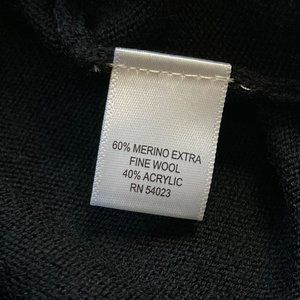 60% MERINO EXTRA
FINE WOOL
40% ACRYLIC
RN 54023